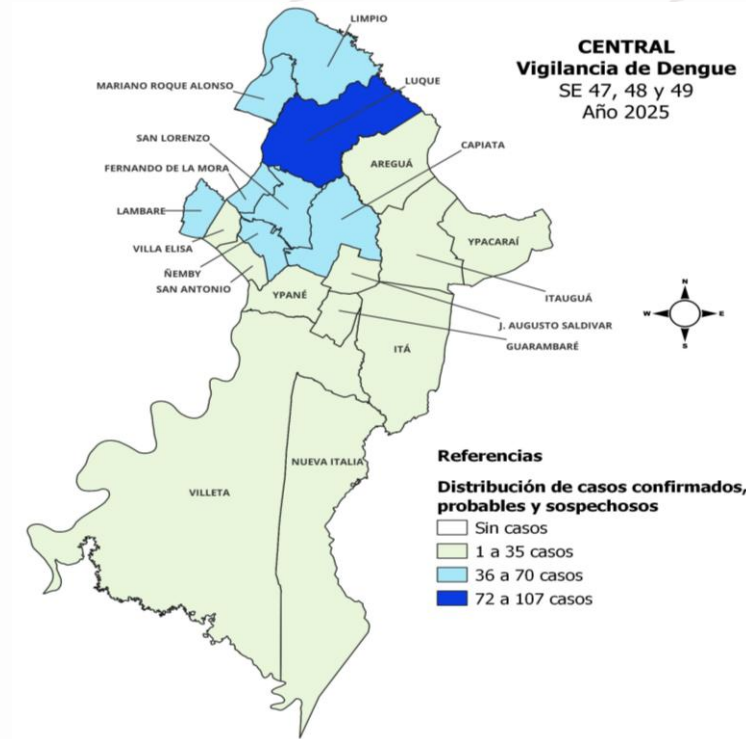 CENTRAL
Vigilancia de Dengue
SE 47, 48 y 49
Año 2025
LIMPIO
MARIANO ROQUE ALONSO
LUQUE
SAN LORENZO
CAPIATA
FERNANDO DE LA MORA
AREGUÁ
LAMBARE
VILLA ELISA
YPACARAÍ
ÑEMBY
SAN ANTONIO
YPANÉ
ITAUGUÁ
J. AUGUSTO SALDIVAR
GUARAMBARÉ
ITÁ
N
W
E
S
NUEVA ITALIA
VILLETA
Referencias
Distribución de casos confirmados,
probables y sospechosos
Sin casos
1 a 35 casos
36 a 70 casos
72 a 107 casos